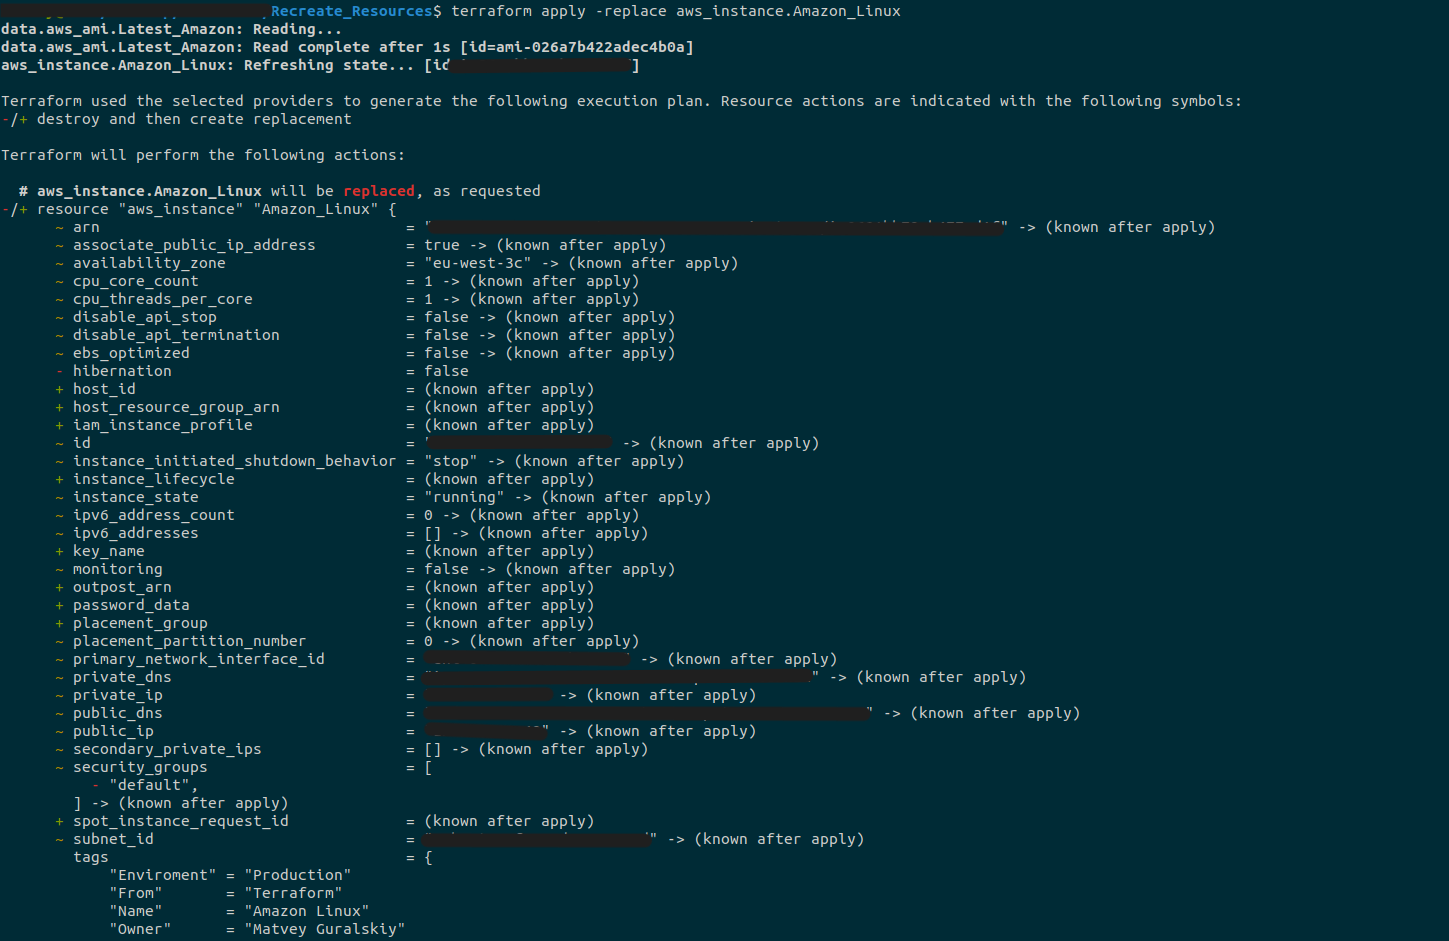 Recreate_Resources$ terraform apply -replace aws_instance.Amazon_Linux
data.aws_ami.Latest_Amazon: Reading...
data.aws_ami.Latest_Amazon: Read complete after 1s [id=ami-026a7b422adec4b0a]
aws_instance.Amazon_Linux: Refreshing state... [id ]

Terraform used the selected providers to generate the following execution plan. Resource actions are indicated with the following symbols:
-/+ destroy and then create replacement

Terraform will perform the following actions:

  # aws_instance.Amazon_Linux will be replaced, as requested
-/+ resource "aws_instance" "Amazon_Linux" {
      ~ arn                                  = " " -> (known after apply)
      ~ associate_public_ip_address          = true -> (known after apply)
      ~ availability_zone                    = "eu-west-3c" -> (known after apply)
      ~ cpu_core_count                       = 1 -> (known after apply)
      ~ cpu_threads_per_core                 = 1 -> (known after apply)
      ~ disable_api_stop                     = false -> (known after apply)
      ~ disable_api_termination              = false -> (known after apply)
      ~ ebs_optimized                        = false -> (known after apply)
      - hibernation                          = false
      + host_id                              = (known after apply)
      + host_resource_group_arn              = (known after apply)
      + iam_instance_profile                 = (known after apply)
      ~ id                                   = -> (known after apply)
      ~ instance_initiated_shutdown_behavior = "stop" -> (known after apply)
      + instance_lifecycle                   = (known after apply)
      ~ instance_state                       = "running" -> (known after apply)
      ~ ipv6_address_count                   = 0 -> (known after apply)
      ~ ipv6_addresses                       = [] -> (known after apply)
      + key_name                             = (known after apply)
      ~ monitoring                           = false -> (known after apply)
      + outpost_arn                          = (known after apply)
      + password_data                        = (known after apply)
      + placement_group                      = (known after apply)
      ~ placement_partition_number           = 0 -> (known after apply)
      ~ primary_network_interface_id         = -> (known after apply)
      ~ private_dns                          = " " -> (known after apply)
      ~ private_ip                           = -> (known after apply)
      ~ public_dns                           = " -> (known after apply)
      ~ public_ip                            = " -> (known after apply)
      ~ secondary_private_ips                = [] -> (known after apply)
      ~ security_groups                      = [
          - "default",
        ] -> (known after apply)
      + spot_instance_request_id             = (known after apply)
      ~ subnet_id                            = " " -> (known after apply)
        tags                                 = {
            "Enviroment" = "Production"
            "From"       = "Terraform"
            "Name"       = "Amazon Linux"
            "Owner"      = "Matvey Guralskiy"